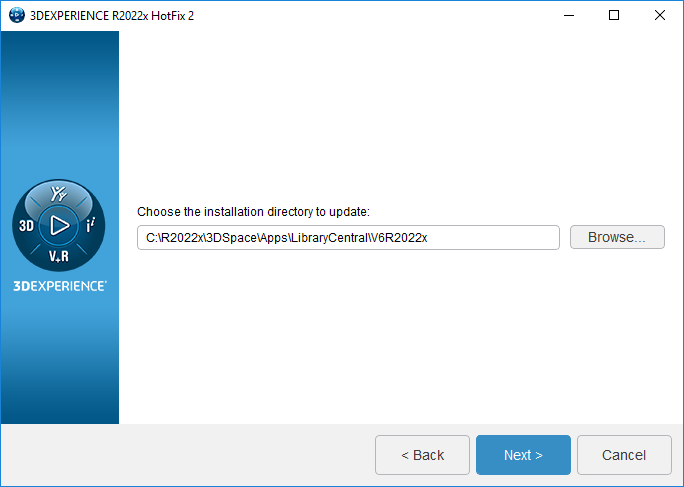 3DEXPERIENCE R2022x HotFix 2
3D
V+R
i
3DEXPERIENCE
Choose the installation directory to update:
C:\R2022x\3DSpace\Apps\LibraryCentral\V6R2022x
Browse...
< Back
Next >
Cancel